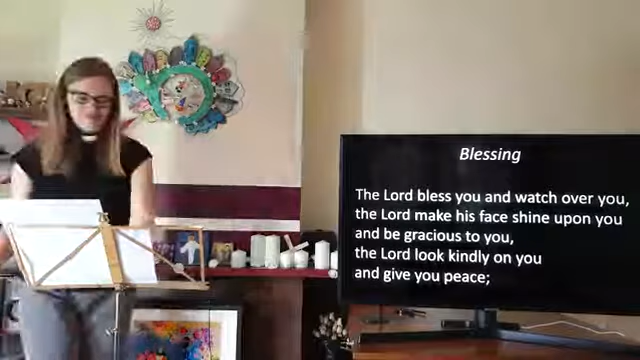 Blessing
The Lord bless you and watch over you,
the Lord make his face shine upon you
and be gracious to you,
the Lord look kindly on you
and give you peace;